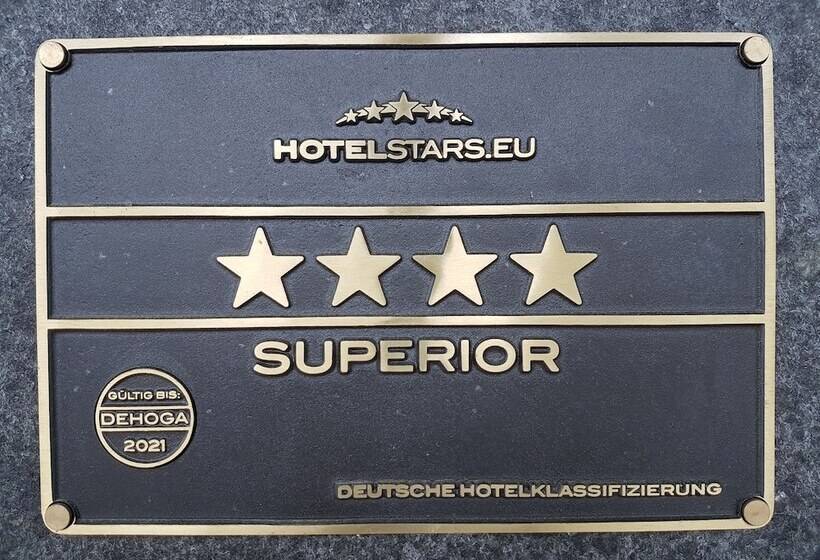 HOTELSTARS.EU
SUPERIOR
GÜLTIG BIS:
DEHOGA
2021
DEUTSCHE HOTELKLASSIFIZIERUNG